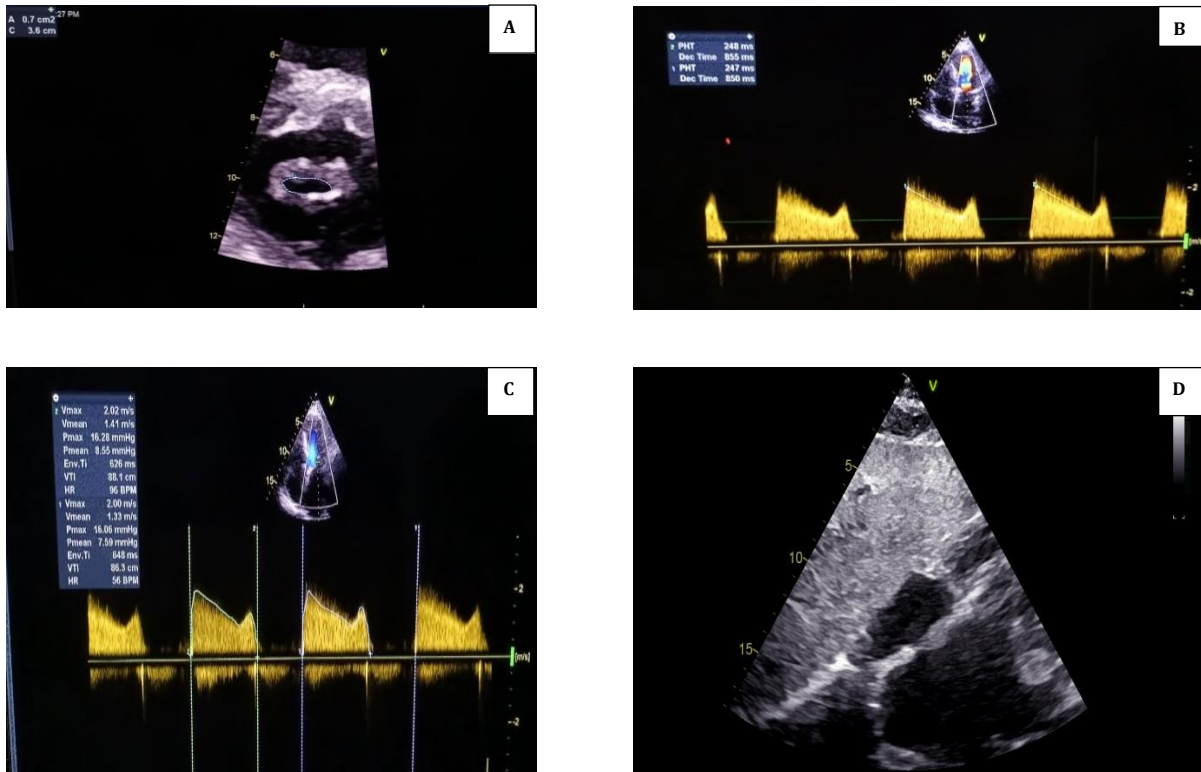 A 0.7 cm2
C 3.6 cm
:27 PM
V
A
6
8
10
12
2 PHT 248 ms
Dec Time 855 ms
1 PHT 247 ms
Dec Time 850 ms
V
B
5
10
15
-2
[m/s]
--2
2 Vmax 2.02 m/s
Vmean 1.41 m/s
Pmax 16.28 mmHg
Pmean 8.55 mmHg
Env.Ti 626 ms
VTI 88.1 cm
HR 96 BPM
1 Vmax 2.00 m/s
Vmean 1.33 m/s
Pmax 16.06 mmHg
Pmean 7.59 mmHg
Env.Ti 648 ms
VTI 86.3 cm
HR 56 BPM
V
C
5
10
15
-2
[m/s]
--2
V
D
5
10
15